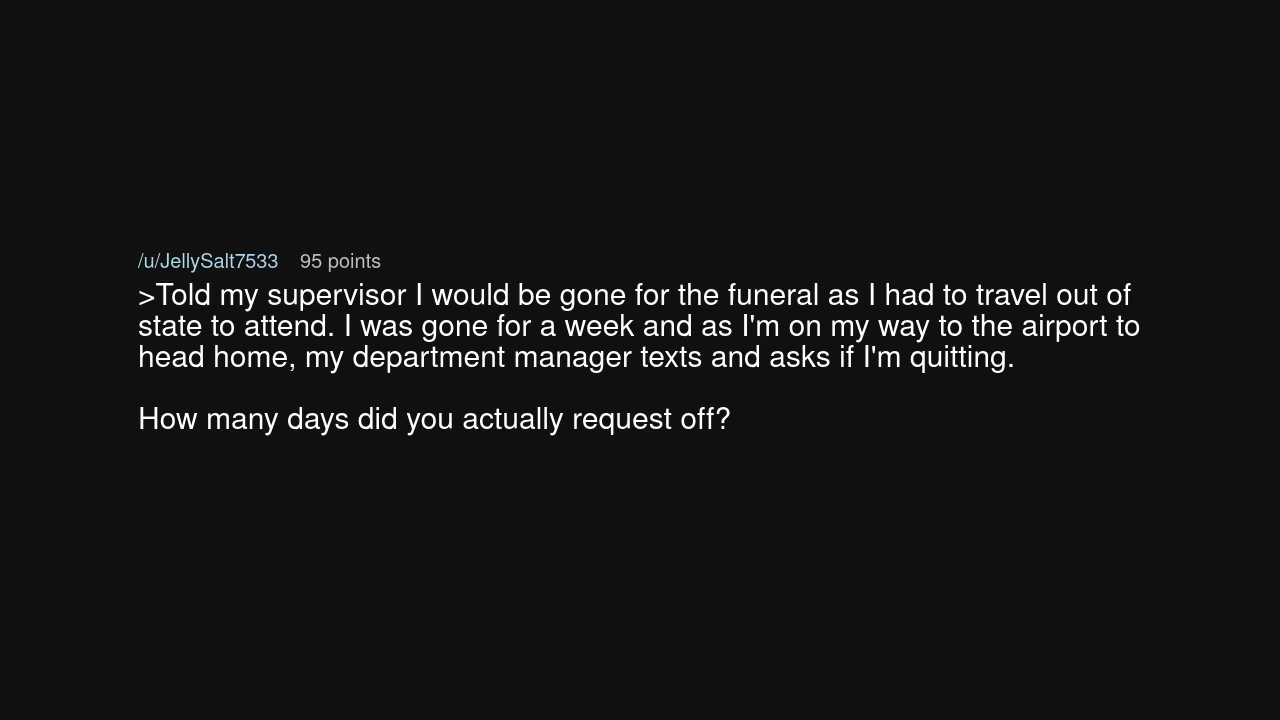 /u/JellySalt7533 95 points
>Told my supervisor I would be gone for the funeral as I had to travel out of
state to attend. I was gone for a week and as I'm on my way to the airport to
head home, my department manager texts and asks if I'm quitting.
How many days did you actually request off?